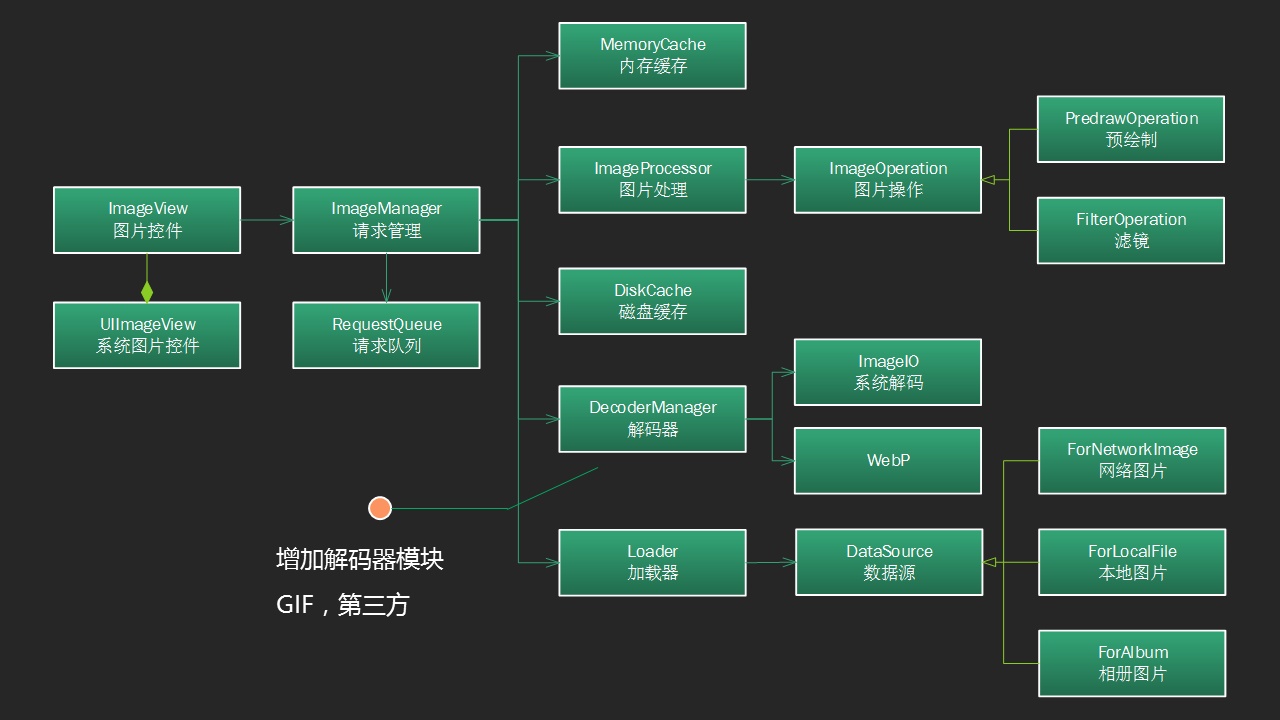 MemoryCache
内存缓存
PredrawOperation
预绘制
ImageProcessor
图片处理
ImageOperation
图片操作
ImageView
图片控件
ImageManager
请求管理
FilterOperation
滤镜
DiskCache
磁盘缓存
UIImageView
系统图片控件
RequestQueue
请求队列
ImageIO
系统解码
DecoderManager
解码器
WebP
ForNetworkImage
网络图片
增加解码器模块
GIF，第三方
Loader
加载器
DataSource
数据源
ForLocalFile
本地图片
ForAlbum
相册图片